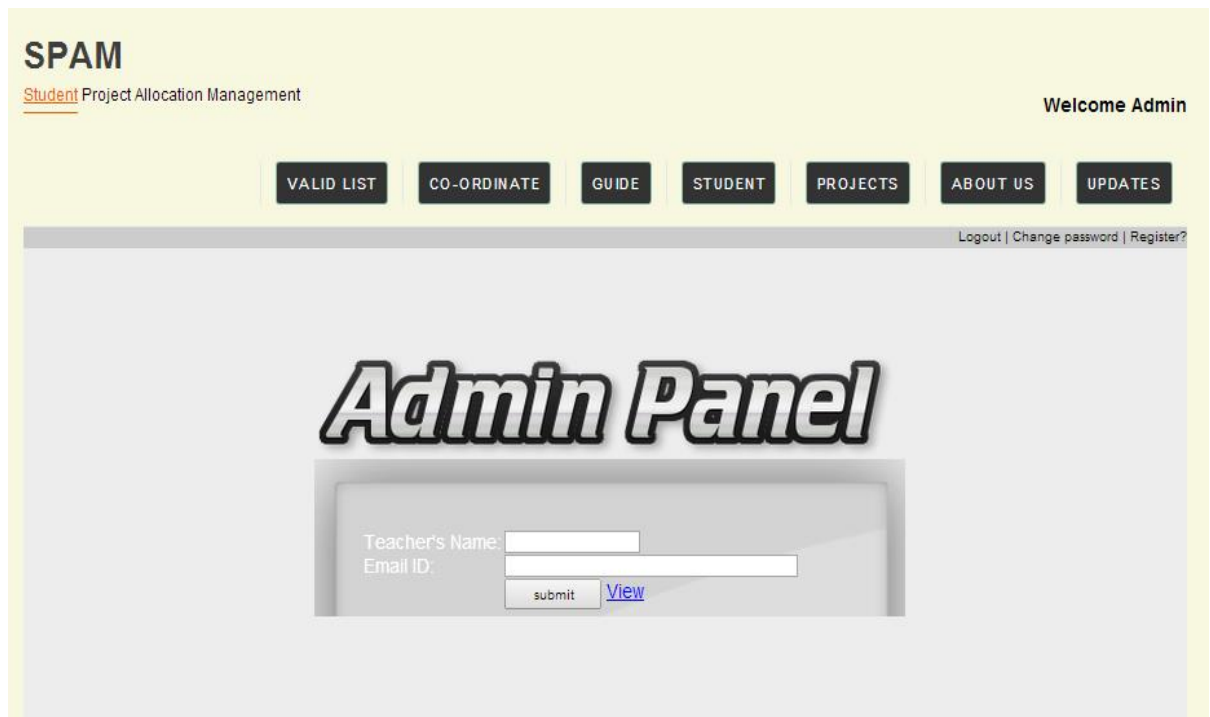 SPAM
Student Project Allocation Management
Welcome Admin
VALID LIST CO-ORDINATE GUIDE STUDENT PROJECTS ABOUT US UPDATES
Logout | Change password | Register?
Admin Panel
Teacher's Name:
Email ID:
submit View